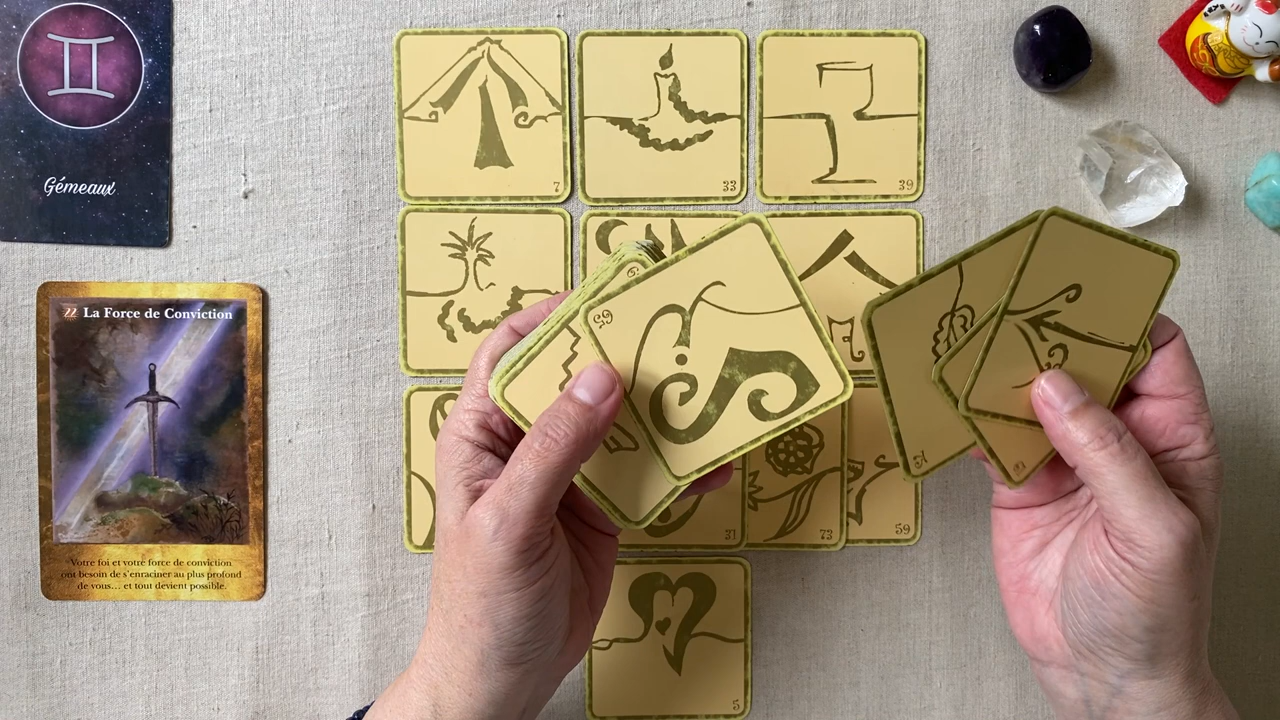 Gémeaux
22 La Force de Conviction
Votre foi et votre force de conviction
ont besoin de s'enraciner au plus profond
de vous... et tout devient possible.
7
33
39
31
73
59
5